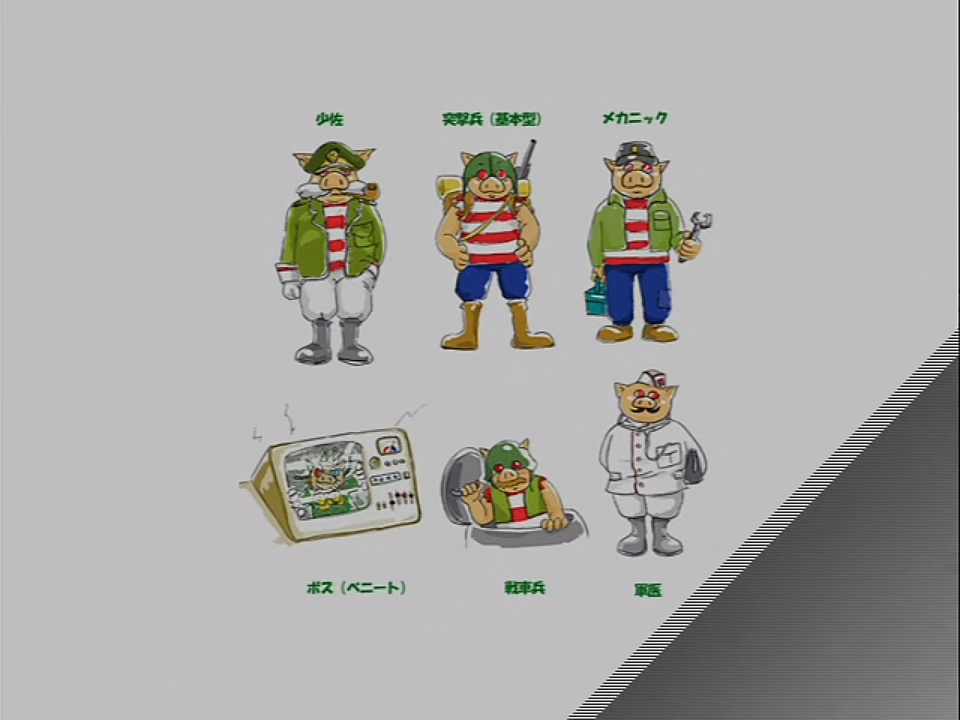 少佐
突撃兵（基本型）
メカニック
ボス（ベニート）
戦車兵
軍医